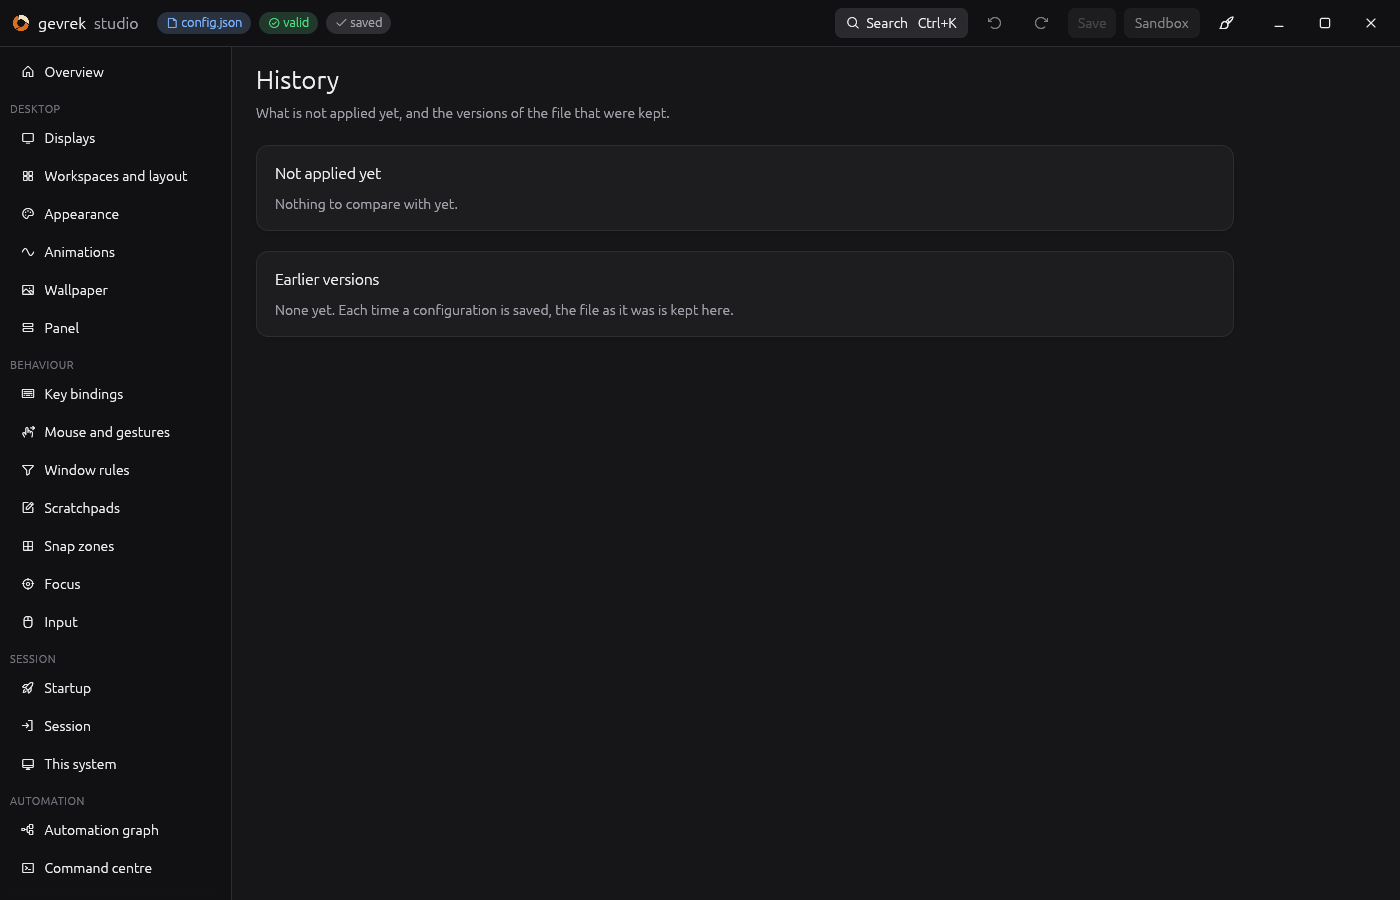 gevrek studio
config.json
valid
saved
Search Ctrl+K
Save
Sandbox
Overview
DESKTOP
Displays
Workspaces and layout
Appearance
Animations
Wallpaper
Panel
BEHAVIOUR
Key bindings
Mouse and gestures
Window rules
Scratchpads
Snap zones
Focus
Input
SESSION
Startup
Session
This system
AUTOMATION
Automation graph
Command centre
History
What is not applied yet, and the versions of the file that were kept.
Not applied yet
Nothing to compare with yet.
Earlier versions
None yet. Each time a configuration is saved, the file as it was is kept here.